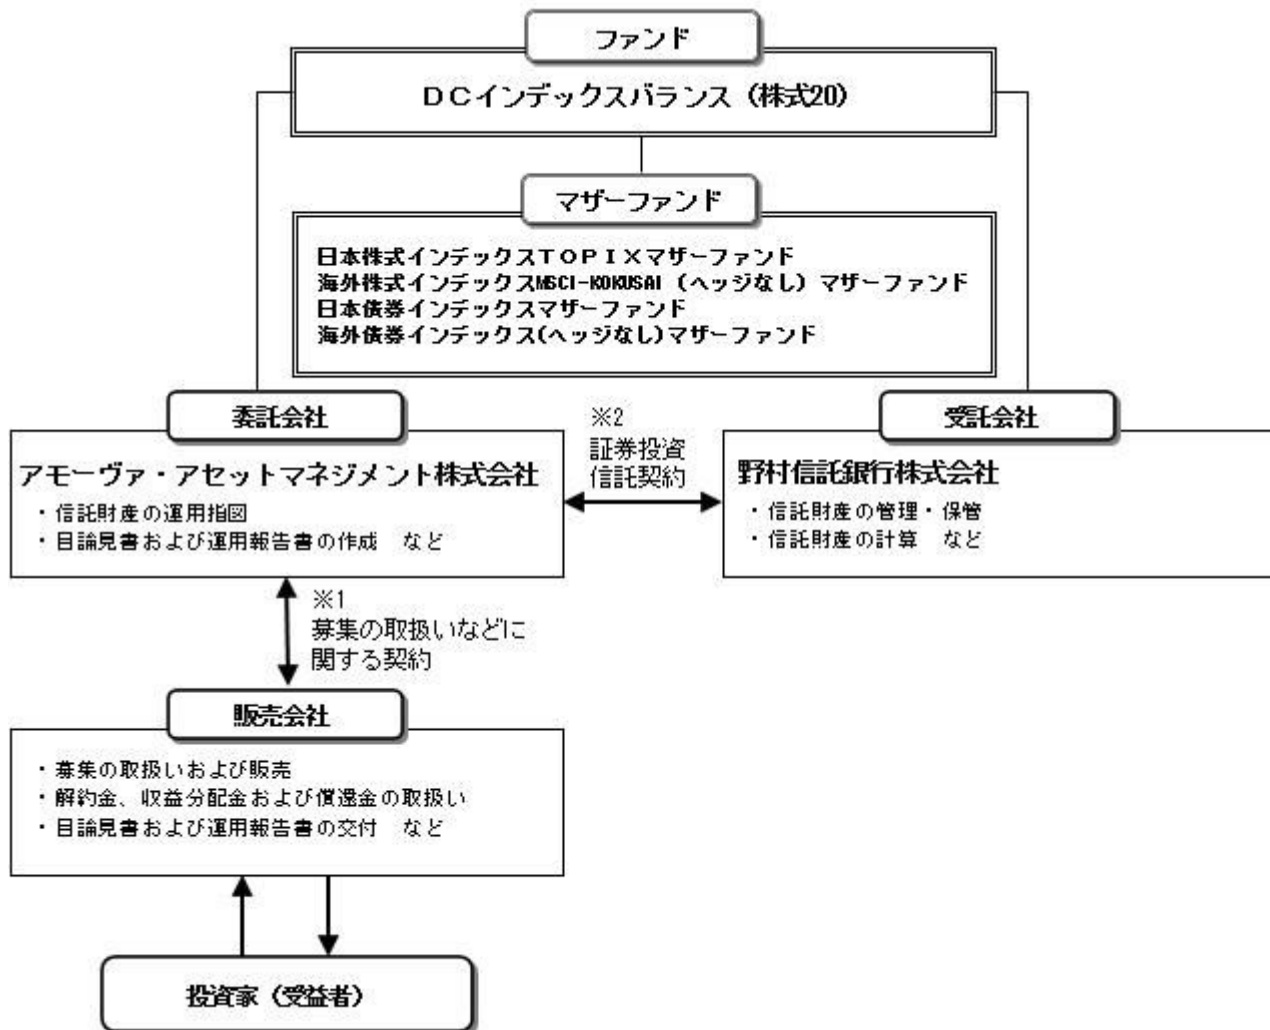 ファンド
DCインデックスバランス(株式20)
マザーファンド
日本株式インデックスTOPIXマザーファンド
海外株式インデックスMSCI-KOKUSAI(ヘッジなし)マザーファンド
日本債券インデックスマザーファンド
海外債券インデックス(ヘッジなし)マザーファンド
委託会社
アモーヴァ・アセットマネジメント株式会社
・信託財産の運用指図
・目論見書および運用報告書の作成 など
※2
証券投資
信託契約
受託会社
野村信託銀行株式会社
・信託財産の管理・保管
・信託財産の計算 など
※1
募集の取扱いなどに
関する契約
販売会社
・募集の取扱いおよび販売
・解約金、収益分配金および償還金の取扱い
・目論見書および運用報告書の交付 など
投資家(受益者)